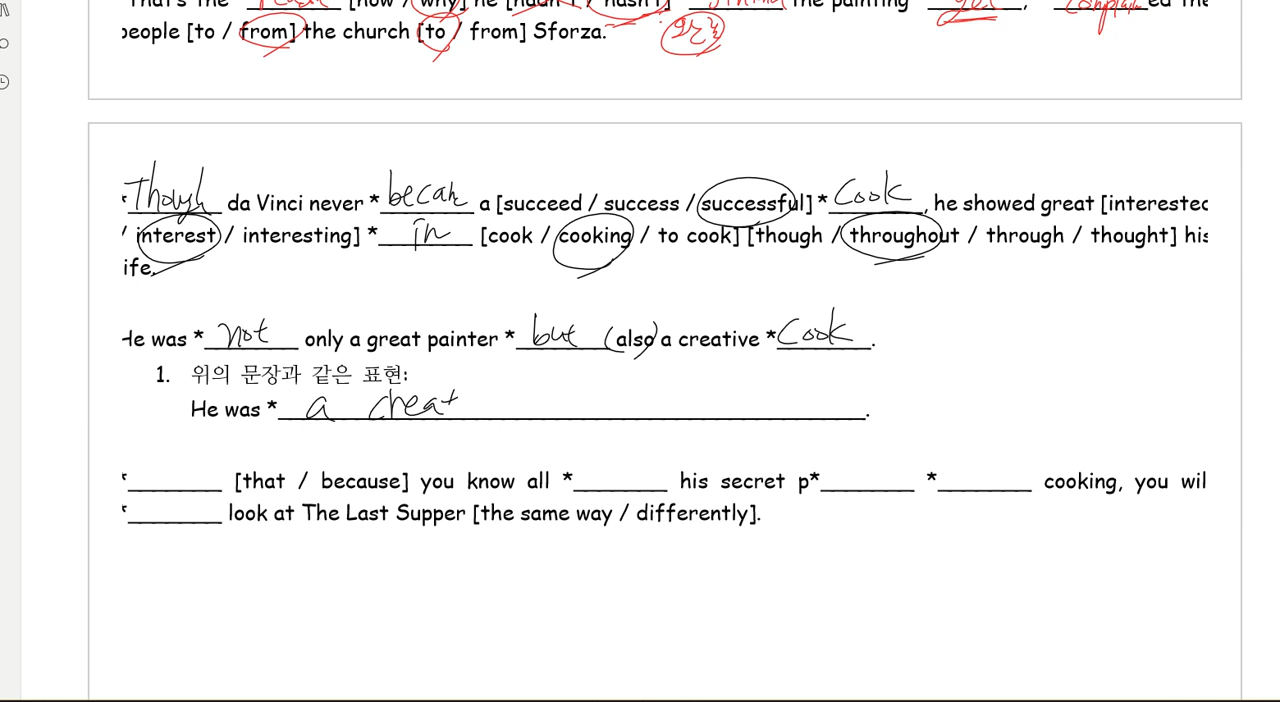 people [to / from] the church [to / from] Sforza. 왼쪽
*Though da Vinci never *becam a [succeed / success / successful] *Cook, he showed great [interested
/ interest / interesting] *in [cook / cooking / to cook] [though / throughout / through / thought] his
life.
He was *not only a great painter *but (also) a creative *Cook.
1. 위의 문장과 같은 표현:
He was *a creat.
*________ [that / because] you know all *________ his secret p*________ *________ cooking, you wil
*________ look at The Last Supper [the same way / differently].